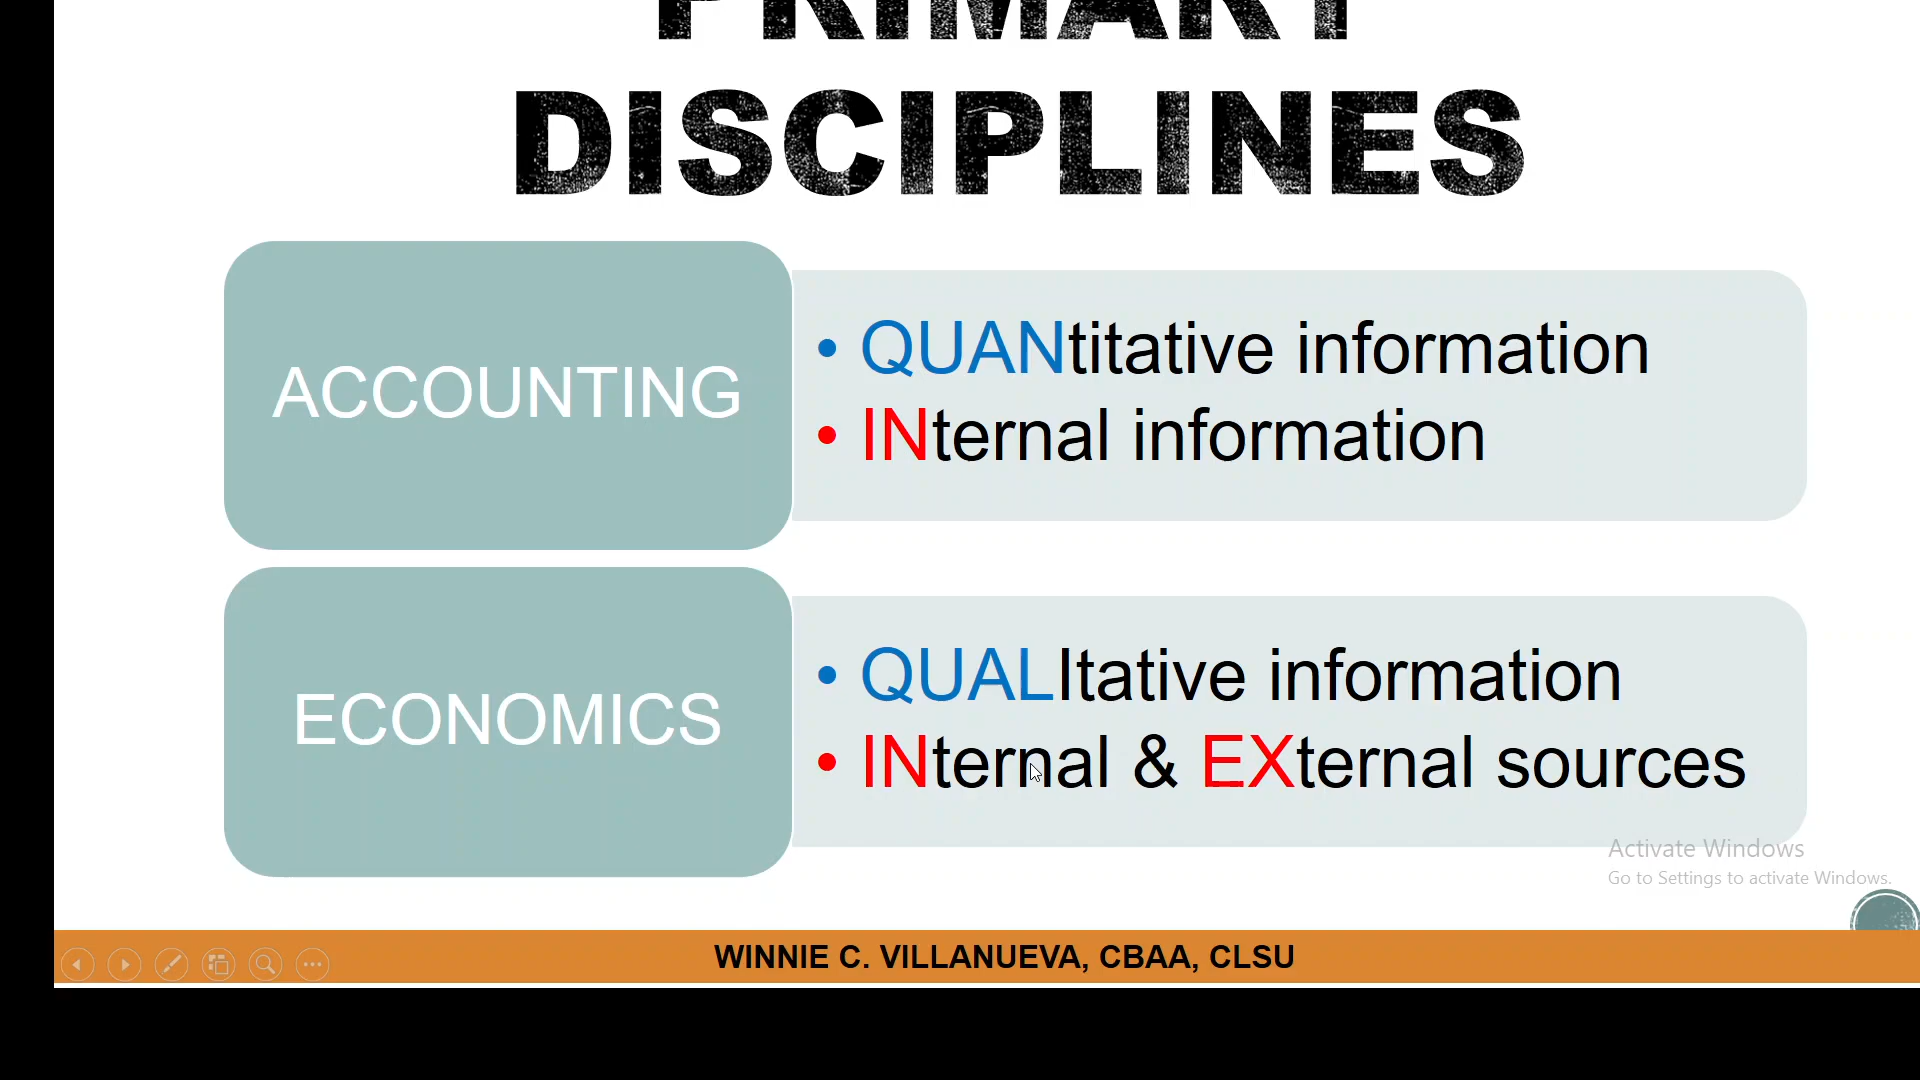 PRIMARY
DISCIPLINES
ACCOUNTING
• QUANtitative information
• INternal information
ECONOMICS
• QUALItative information
• INternal & EXternal sources
Activate Windows
Go to Settings to activate Windows.
WINNIE C. VILLANUEVA, CBAA, CLSU